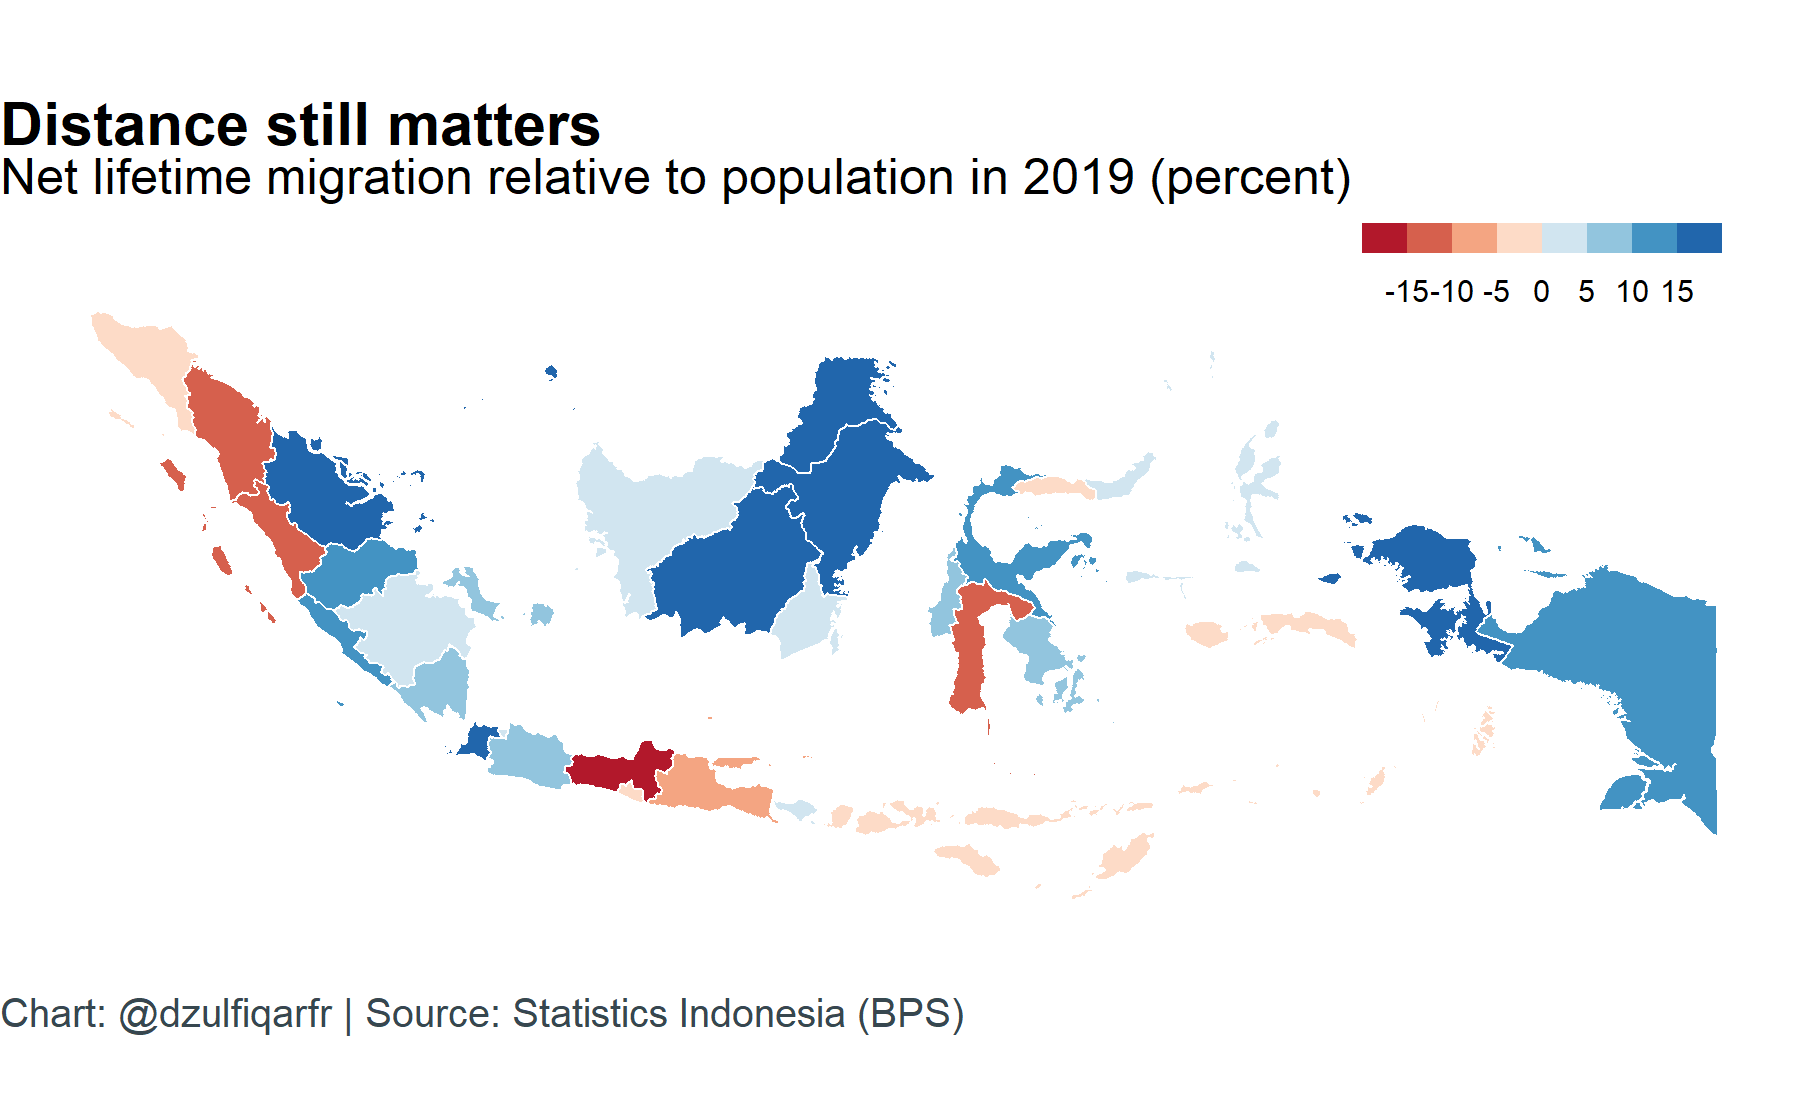 Distance still matters
Net lifetime migration relative to population in 2019 (percent)
-15 -10 -5 0 5 10 15
Chart: @dzulfiqarfr | Source: Statistics Indonesia (BPS)